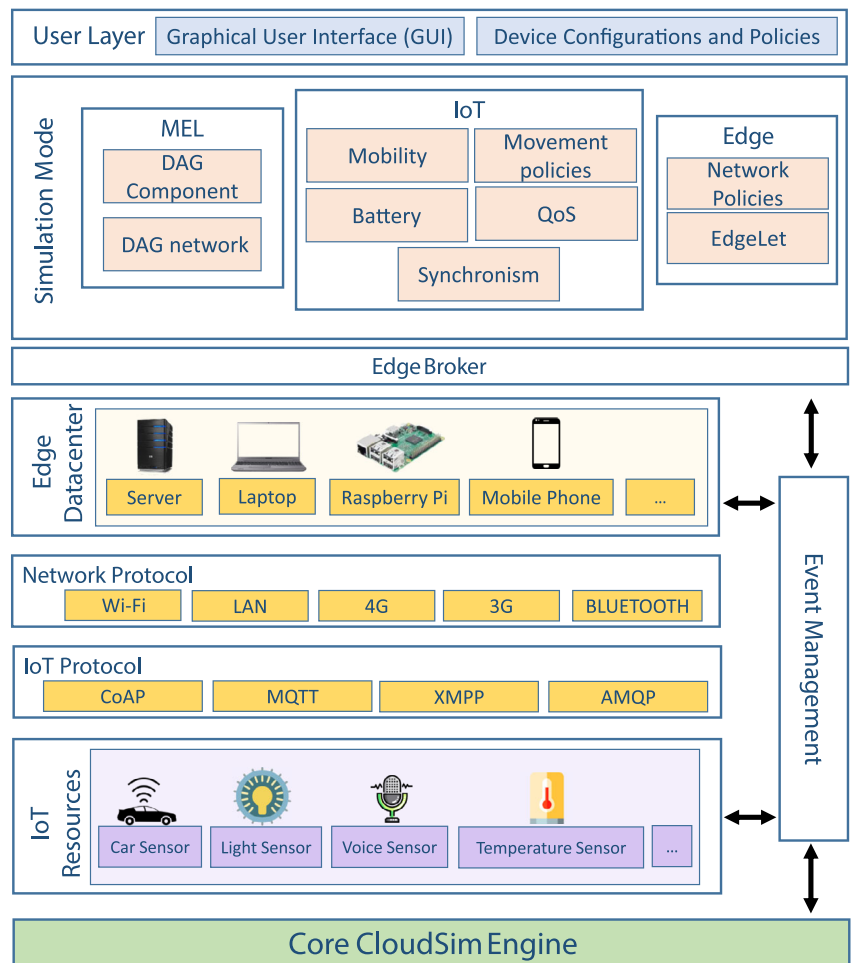 User Layer
Graphical User Interface (GUI)
Device Configurations and Policies
Simulation Mode
MEL
DAG
Component
DAG network
IoT
Mobility
Movement
policies
Battery
QoS
Synchronism
Edge
Network
Policies
EdgeLet
Edge Broker
Edge
Datacenter
Server
Laptop
Raspberry Pi
Mobile Phone
...
Network Protocol
Wi-Fi
LAN
4G
3G
BLUETOOTH
IoT Protocol
CoAP
MQTT
XMPP
AMQP
IoT
Resources
Car Sensor
Light Sensor
Voice Sensor
Temperature Sensor
...
Event Management
Core CloudSim Engine